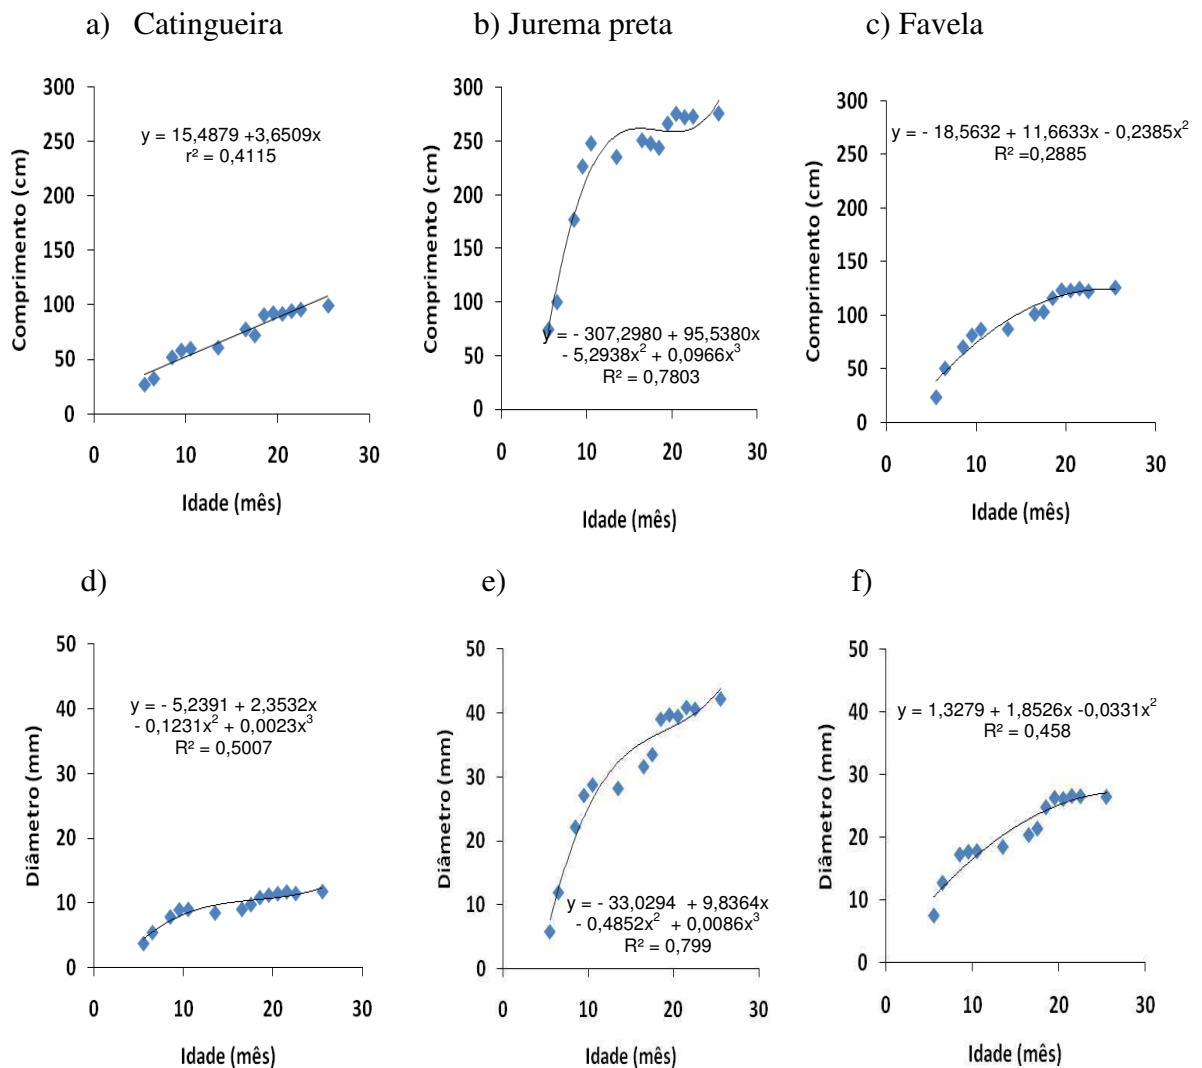 a) Catingueira
300
250
200
150
100
50
0
Comprimento (cm)
y = 15,4879 +3,6509x
r² = 0,4115
0 10 20 30
Idade (mês)
b) Jurema preta
300
250
200
150
100
50
0
Comprimento (cm)
y = - 307,2980 + 95,5380x
- 5,2938x² + 0,0966x³
R² = 0,7803
0 10 20 30
Idade (mês)
c) Favela
300
250
200
150
100
50
0
Comprimento (cm)
y = - 18,5632 + 11,6633x - 0,2385x²
R² =0,2885
0 10 20 30
Idade (mês)
d)
50
40
30
20
10
0
Diâmetro (mm)
y = - 5,2391 + 2,3532x
- 0,1231x² + 0,0023x³
R² = 0,5007
0 10 20 30
Idade (mês)
e)
50
40
30
20
10
0
Diâmetro (mm)
y = - 33,0294 + 9,8364x
- 0,4852x² + 0,0086x³
R² = 0,799
0 10 20 30
Idade (mês)
f)
50
40
30
20
10
0
Diâmetro (mm)
y = 1,3279 + 1,8526x -0,0331x²
R² = 0,458
0 10 20 30
Idade (mês)